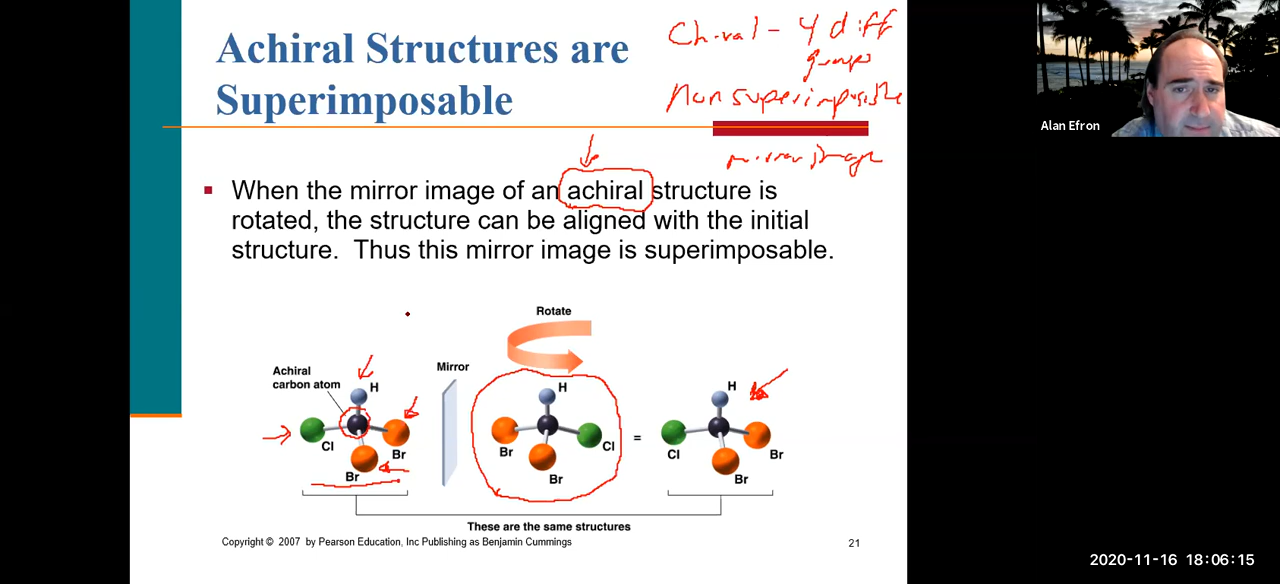 Achiral Structures are
Superimposable
Chiral - 4 diff
groups
Non superimposable
mirror image
Alan Efron
When the mirror image of an achiral structure is
rotated, the structure can be aligned with the initial
structure. Thus this mirror image is superimposable.
Rotate
Achiral
carbon atom
Mirror
H
Cl
Br
Br
H
Br
Cl
Br
=
H
Cl
Br
Br
These are the same structures
Copyright © 2007 by Pearson Education, Inc Publishing as Benjamin Cummings
21
2020-11-16 18:06:15